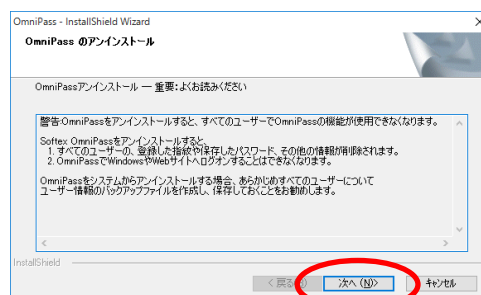 OmniPass - InstallShield Wizard
OmniPass のアンインストール
OmniPassアンインストール ― 重要:よくお読みください
警告:OmniPassをアンインストールすると、すべてのユーザーでOmniPassの機能が使用できなくなります。
Softex OmniPassをアンインストールすると、
1. すべてのユーザーの、登録した指紋や保存したパスワード、その他の情報が削除されます。
2. OmniPassでWindowsやWebサイトへログオンすることはできなくなります。
OmniPassをシステムからアンインストールする場合、あらかじめすべてのユーザーについて
ユーザー情報のバックアップファイルを作成し、保存しておくことをお勧めします。
InstallShield
< 戻る 次へ (N)> キャンセル